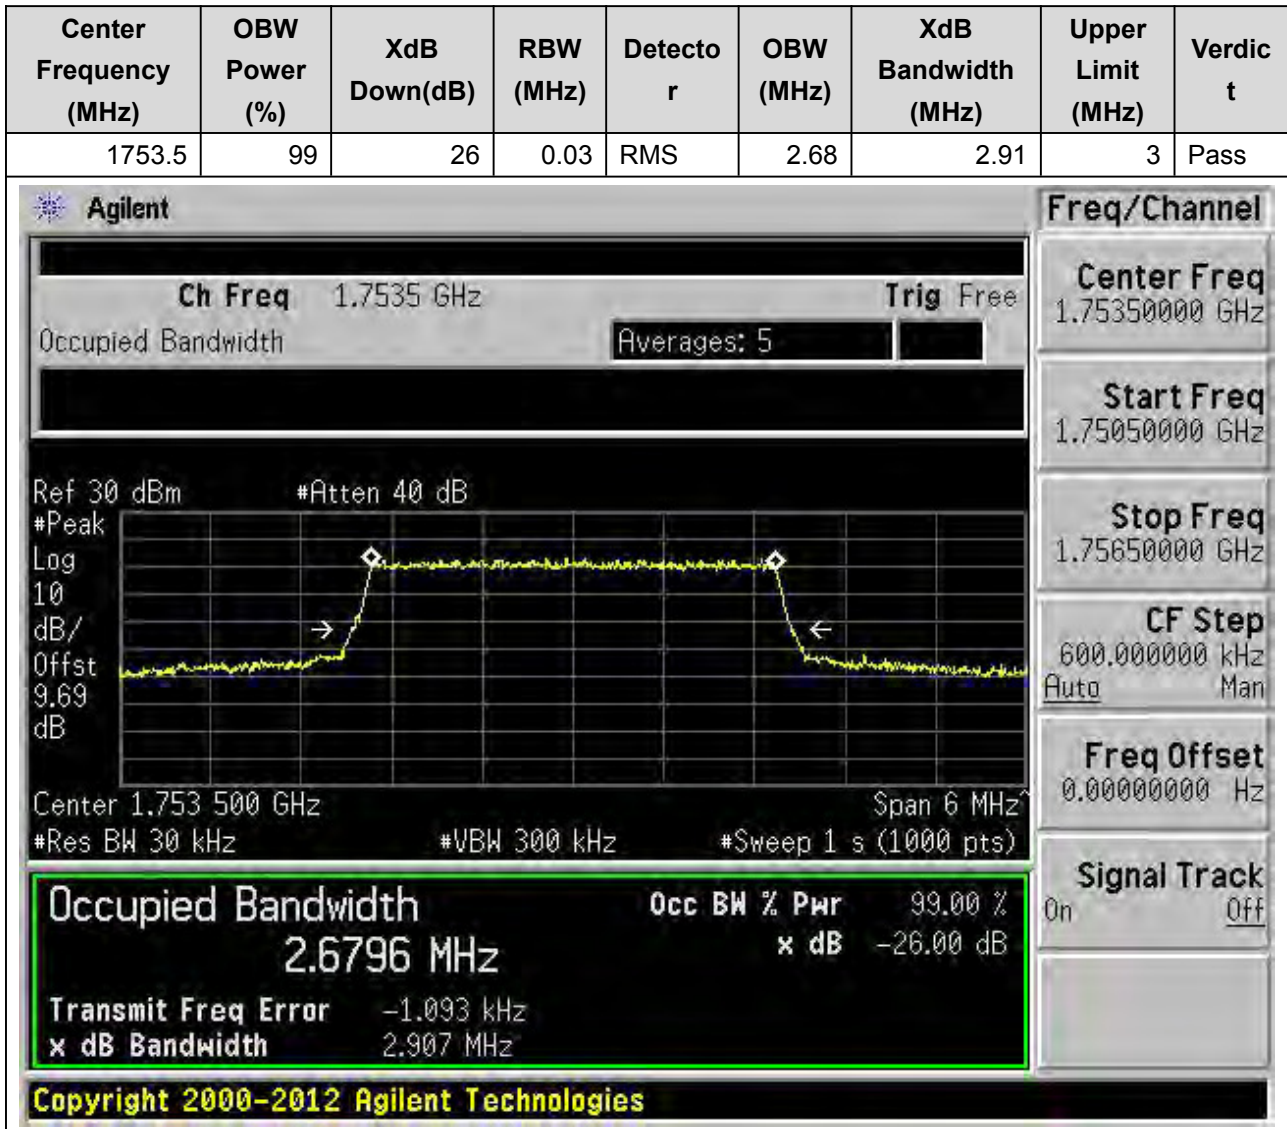 Center Frequency (MHz) OBW Power (%) XdB Down(dB) RBW (MHz) Detecto r OBW (MHz) XdB Bandwidth (MHz) Upper Limit (MHz) Verdic t
1753.5 99 26 0.03 RMS 2.68 2.91 3 Pass
Agilent
Freq/Channel
Ch Freq 1.7535 GHz Trig Free
Occupied Bandwidth Averages: 5
Center Freq
1.75350000 GHz
Start Freq
1.75050000 GHz
Stop Freq
1.75650000 GHz
CF Step
600.000000 kHz
Auto Man
Freq Offset
0.00000000 Hz
Signal Track
On Off
Ref 30 dBm #Atten 40 dB
#Peak
Log
10
dB/
Offst
9.69
dB
Center 1.753 500 GHz Span 6 MHz^
#Res BW 30 kHz #VBW 300 kHz #Sweep 1 s (1000 pts)
Occupied Bandwidth Occ BW % Pwr 99.00 %
2.6796 MHz x dB -26.00 dB
Transmit Freq Error -1.093 kHz
x dB Bandwidth 2.907 MHz
Copyright 2000-2012 Agilent Technologies